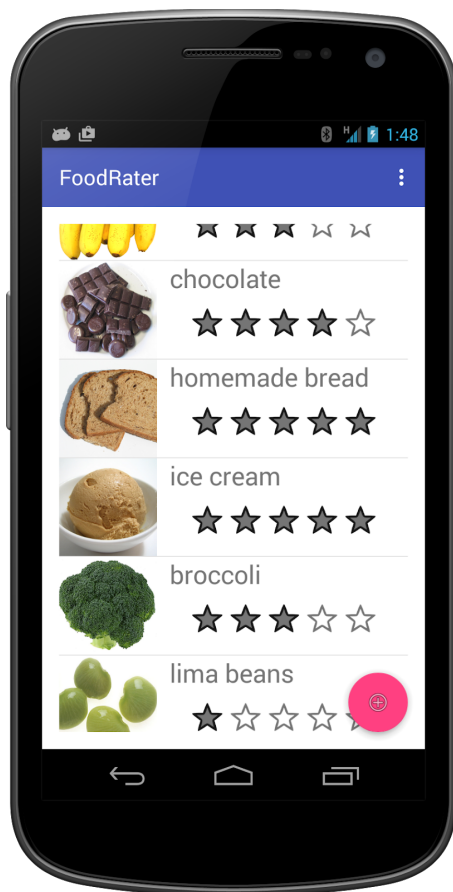 H
1:48
FoodRater
chocolate
homemade bread
ice cream
broccoli
lima beans